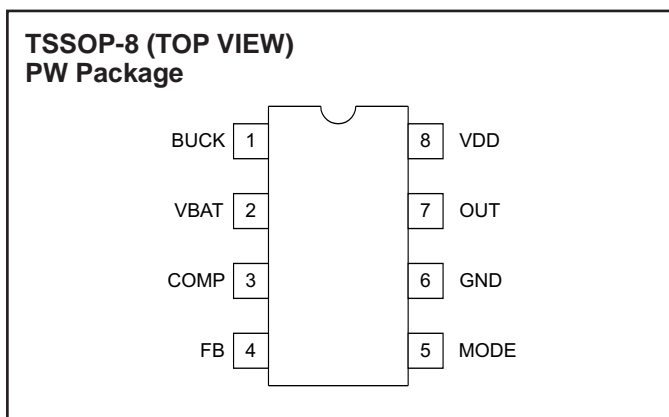 TSSOP-8 (TOP VIEW)
PW Package
BUCK 1 8 VDD
VBAT 2 7 OUT
COMP 3 6 GND
FB 4 5 MODE